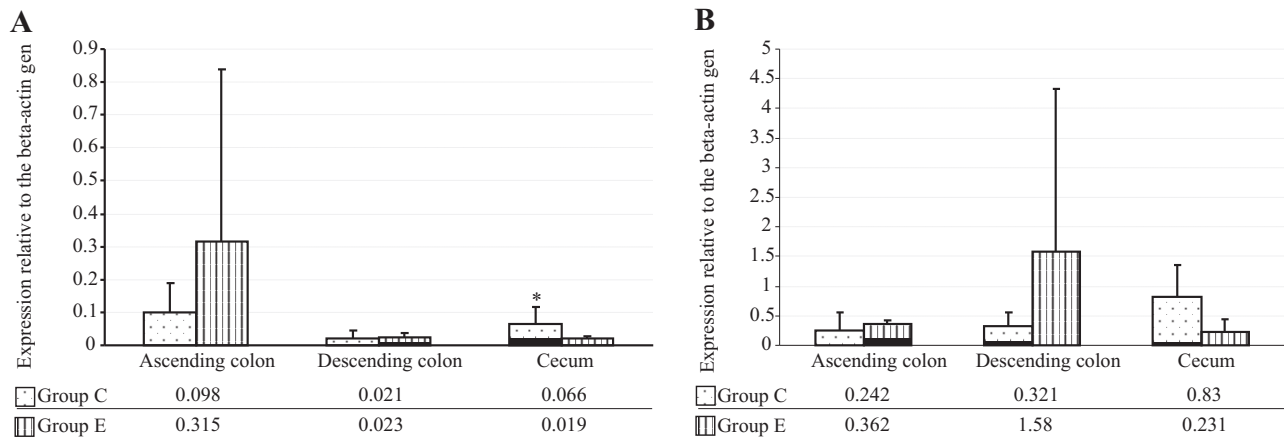 A
Expression relative to the beta-actin gen
0.9
0.8
0.7
0.6
0.5
0.4
0.3
0.2
0.1
0
*
Ascending colon Descending colon Cecum
Group C 0.098 0.021 0.066
Group E 0.315 0.023 0.019
B
Expression relative to the beta-actin gen
5
4.5
4
3.5
3
2.5
2
1.5
1
0.5
0
Ascending colon Descending colon Cecum
Group C 0.242 0.321 0.83
Group E 0.362 1.58 0.231